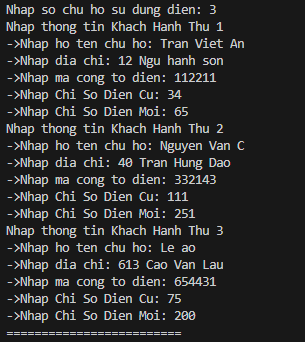 Nhap so chu ho su dung dien: 3
Nhap thong tin Khach Hanh Thu 1
->Nhap ho ten chu ho: Tran Viet An
->Nhap dia chi: 12 Ngu hanh son
->Nhap ma cong to dien: 112211
->Nhap Chi So Dien Cu: 34
->Nhap Chi So Dien Moi: 65
Nhap thong tin Khach Hanh Thu 2
->Nhap ho ten chu ho: Nguyen Van C
->Nhap dia chi: 40 Tran Hung Dao
->Nhap ma cong to dien: 332143
->Nhap Chi So Dien Cu: 111
->Nhap Chi So Dien Moi: 251
Nhap thong tin Khach Hanh Thu 3
->Nhap ho ten chu ho: Le ao
->Nhap dia chi: 613 Cao Van Lau
->Nhap ma cong to dien: 654431
->Nhap Chi So Dien Cu: 75
->Nhap Chi So Dien Moi: 200
=========================